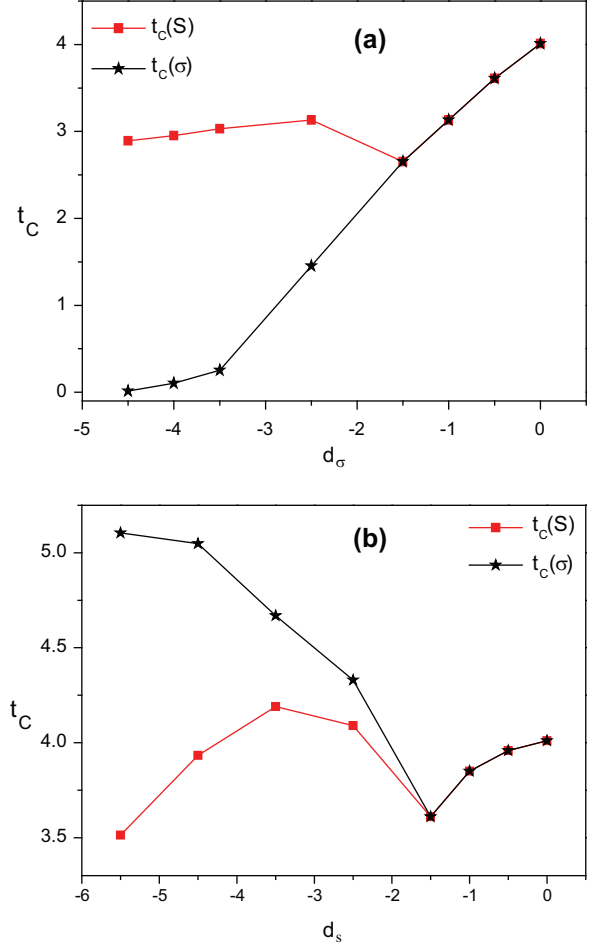 t_C(S)
t_C(σ)
(a)
4
3
2
1
0
t_C
-5 -4 -3 -2 -1 0
d_σ
t_C(S)
t_C(σ)
(b)
5.0
4.5
4.0
3.5
t_C
-6 -5 -4 -3 -2 -1 0
d_s